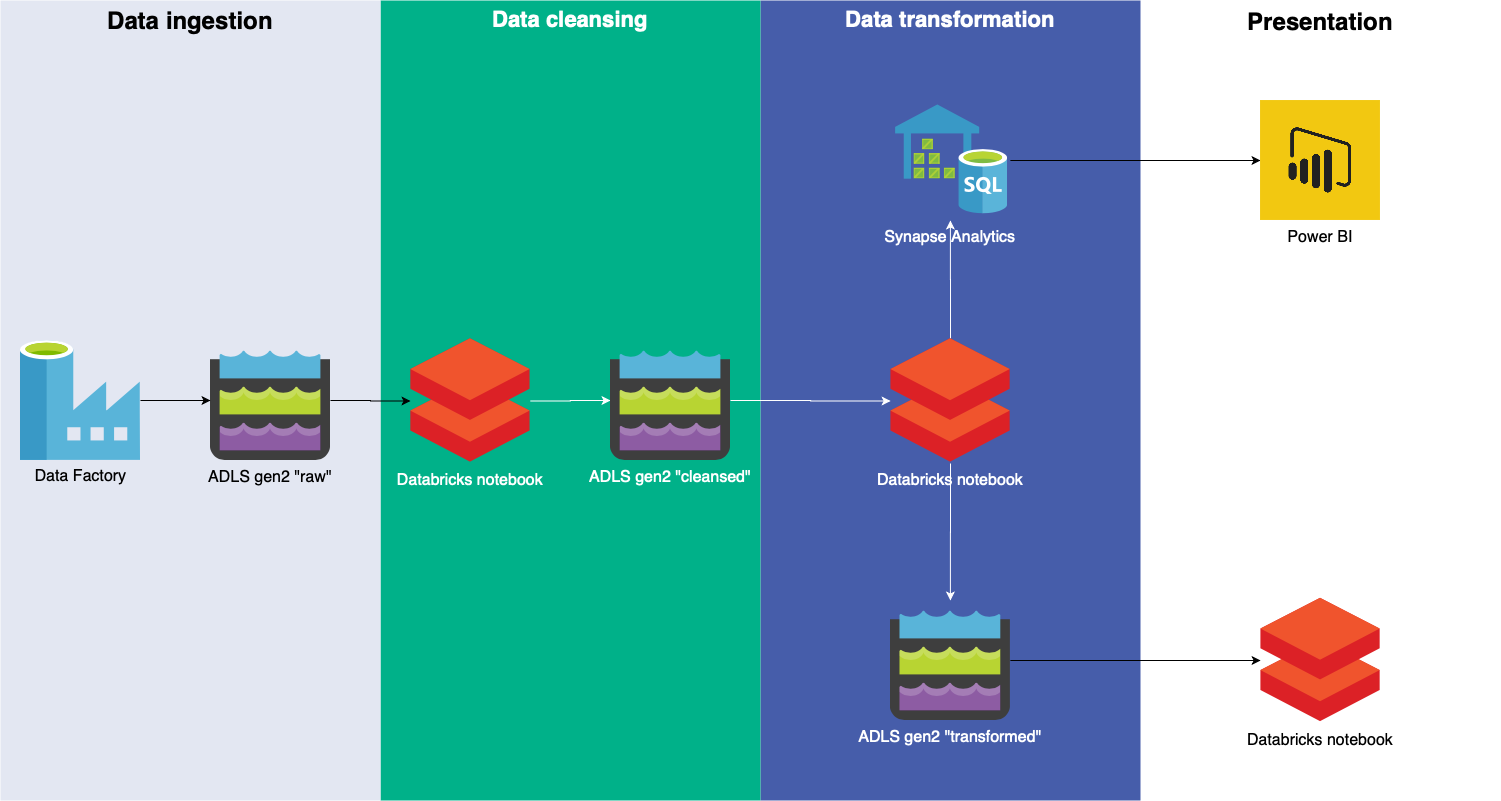 Data ingestion
Data cleansing
Data transformation
Presentation
SQL
Synapse Analytics
Power BI
Data Factory
ADLS gen2 "raw"
Databricks notebook
ADLS gen2 "cleansed"
Databricks notebook
ADLS gen2 "transformed"
Databricks notebook